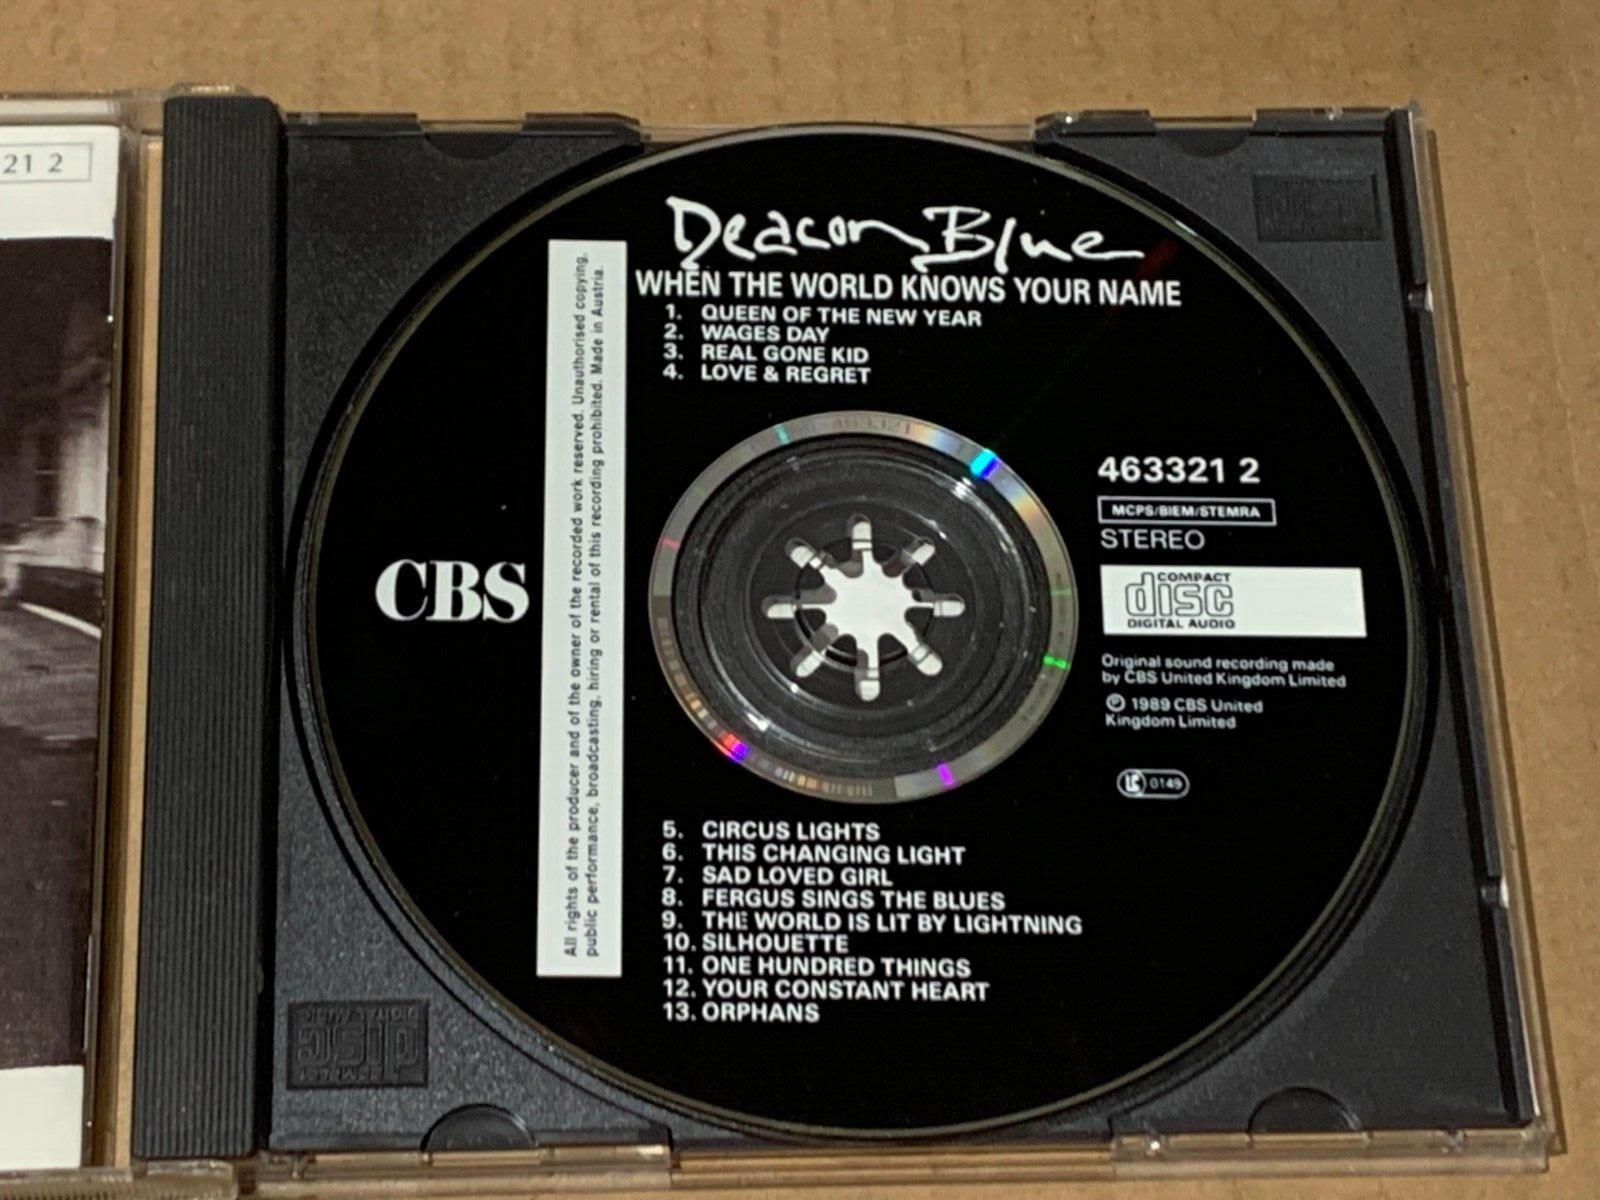 21 2
Deacon Blue
WHEN THE WORLD KNOWS YOUR NAME
1. QUEEN OF THE NEW YEAR
2. WAGES DAY
3. REAL GONE KID
4. LOVE & REGRET
All rights of the producer and of the owner of the recorded work reserved. Unauthorised copying,
public performance, broadcasting, hiring or rental of this recording prohibited. Made in Austria.
CBS
463321 2
MCPS/BIEM/STEMRA
STEREO
COMPACT
disc
DIGITAL AUDIO
Original sound recording made
by CBS United Kingdom Limited
℗ 1989 CBS United
Kingdom Limited
LC 0149
5. CIRCUS LIGHTS
6. THIS CHANGING LIGHT
7. SAD LOVED GIRL
8. FERGUS SINGS THE BLUES
9. THE WORLD IS LIT BY LIGHTNING
10. SILHOUETTE
11. ONE HUNDRED THINGS
12. YOUR CONSTANT HEART
13. ORPHANS
COMPACT
disc
DIGITAL AUDIO